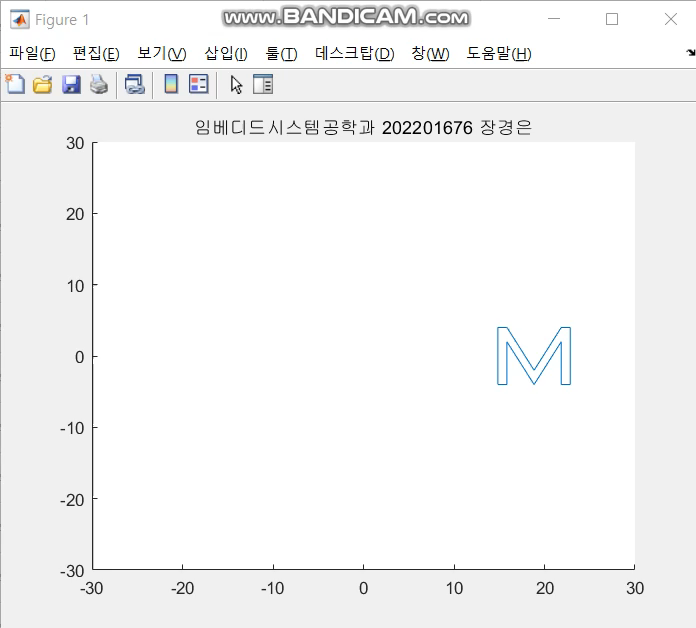 Figure 1
www.BANDICAM.com
파일(F) 편집(E) 보기(V) 삽입(I) 툴(T) 데스크탑(D) 창(W) 도움말(H)
임베디드시스템공학과 202201676 장경은
30
20
10
0
-10
-20
-30
-30 -20 -10 0 10 20 30
M